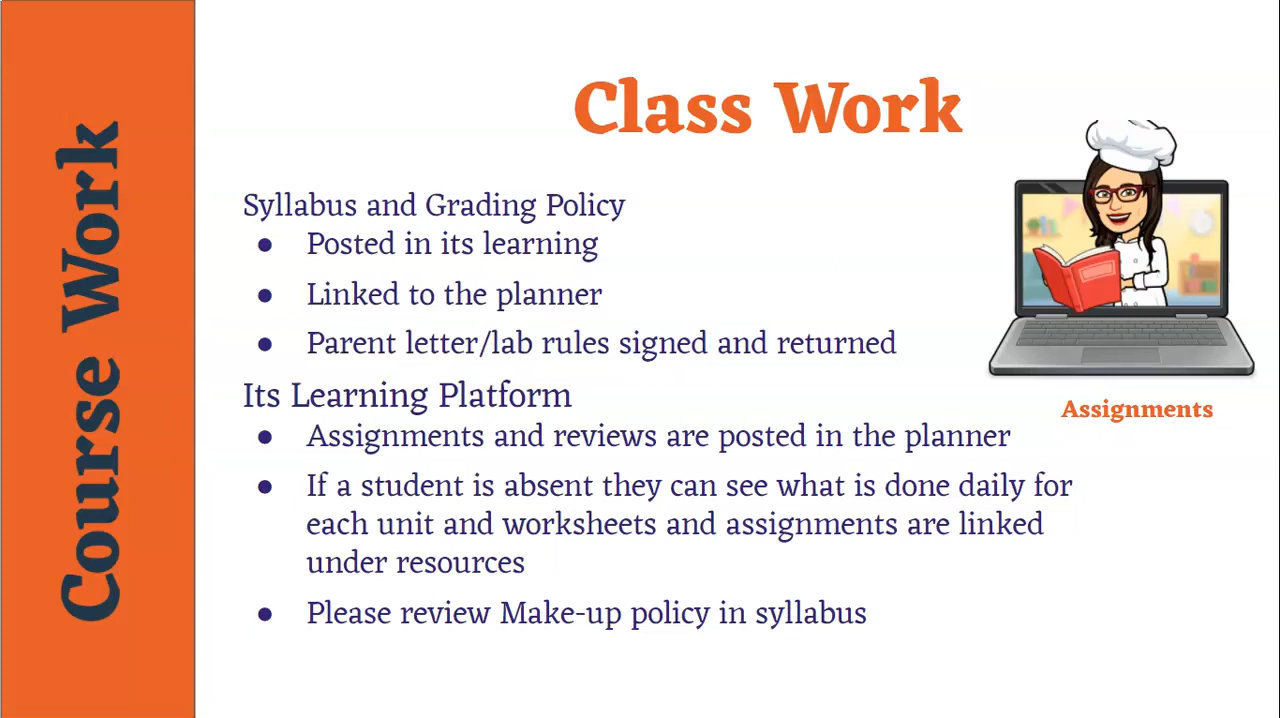 Course Work
Class Work
Syllabus and Grading Policy
● Posted in its learning
● Linked to the planner
● Parent letter/lab rules signed and returned
Its Learning Platform
● Assignments and reviews are posted in the planner
● If a student is absent they can see what is done daily for
each unit and worksheets and assignments are linked
under resources
● Please review Make-up policy in syllabus
Assignments